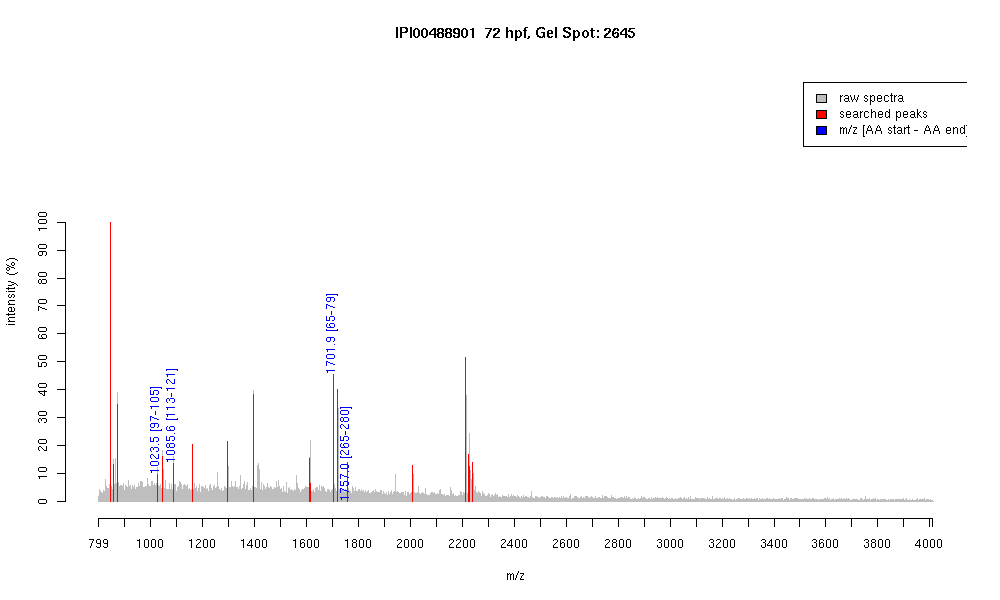 IPI00488901  72 hpf, Gel Spot: 2645
raw spectra
searched peaks
m/z [AA start - AA end]
intensity (%)
100
90
80
70
60
50
40
30
20
10
0
1023.5 [97-105]
1085.6 [113-121]
1701.9 [65-79]
1757.0 [265-280]
799 1000 1200 1400 1600 1800 2000 2200 2400 2600 2800 3000 3200 3400 3600 3800 4000
m/z